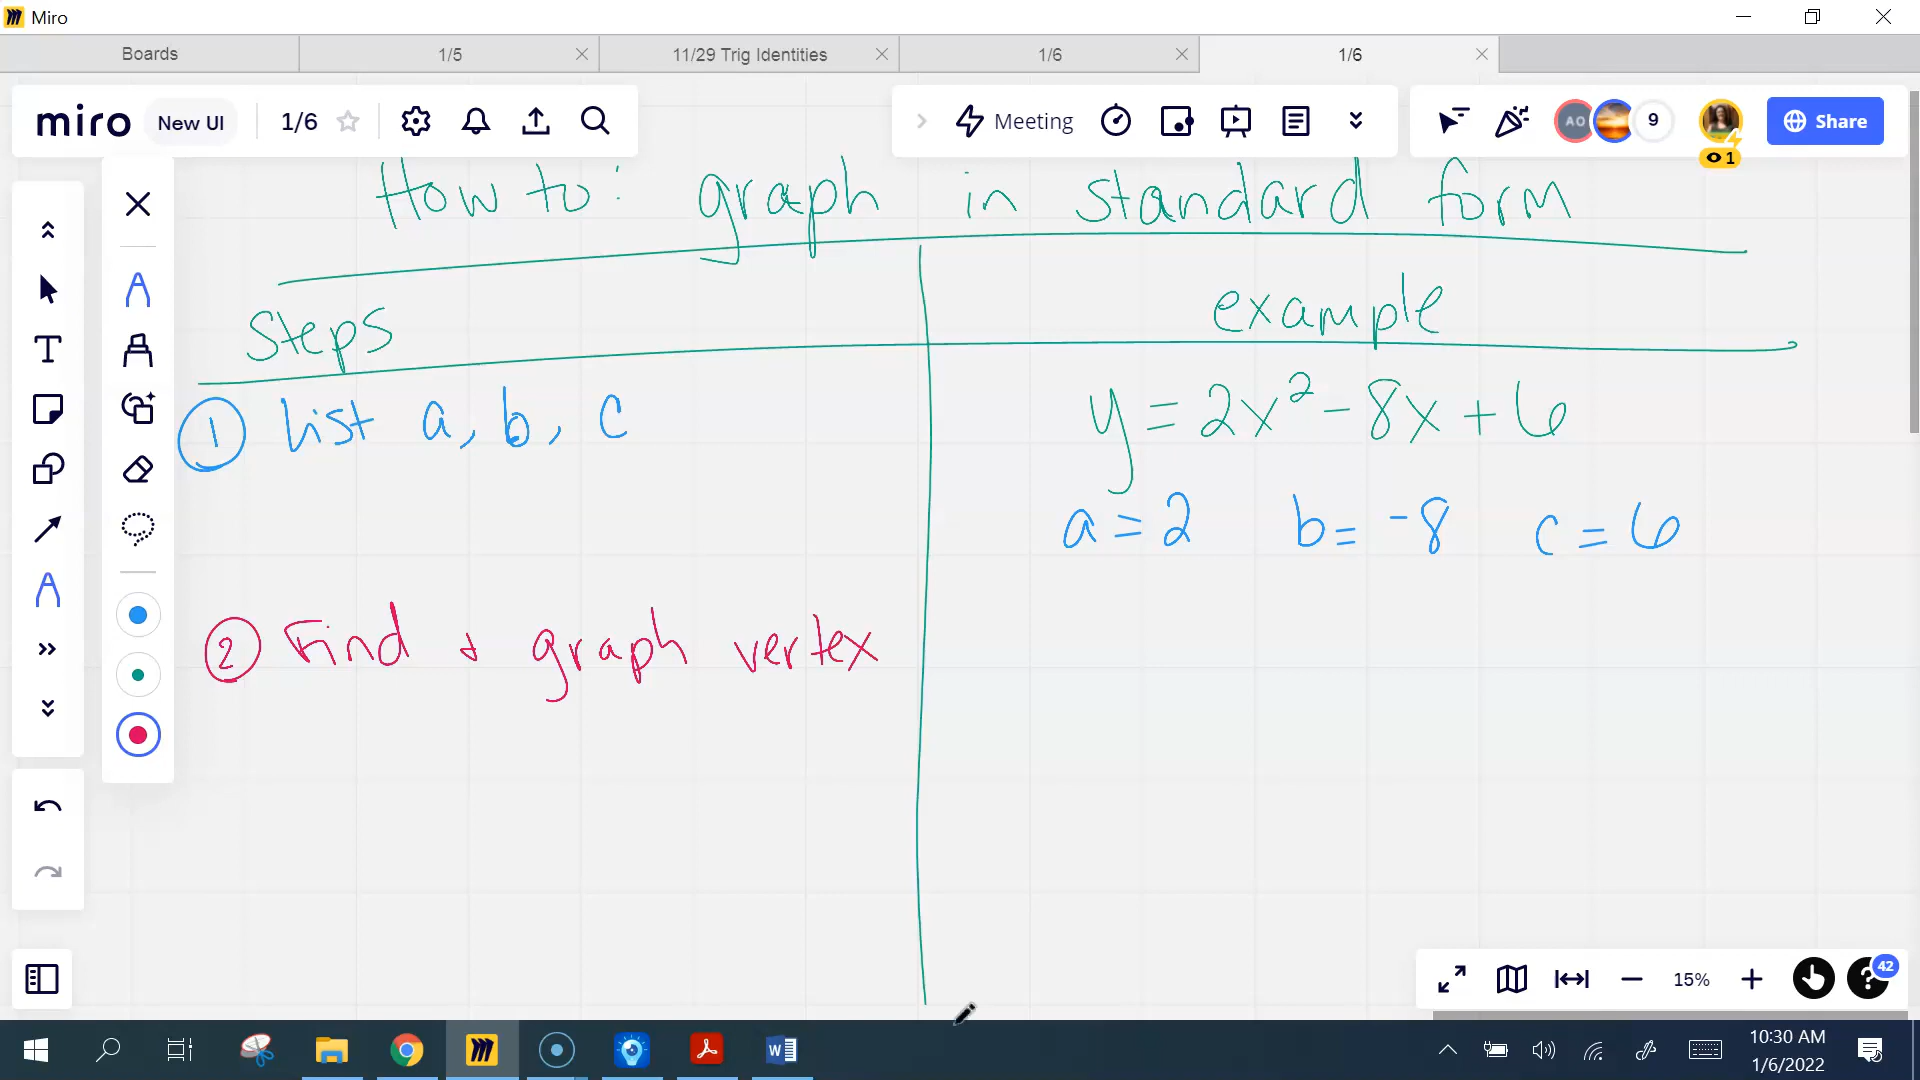 Miro
Boards
1/5
11/29 Trig Identities
1/6
1/6
miro
New UI
1/6
Meeting
AO
9
Share
1
How to: graph in standard form
Steps
example
① List a, b, c
y = 2x² - 8x + 6
a = 2 b = -8 c = 6
② Find & graph vertex
15%
42
10:30 AM
1/6/2022